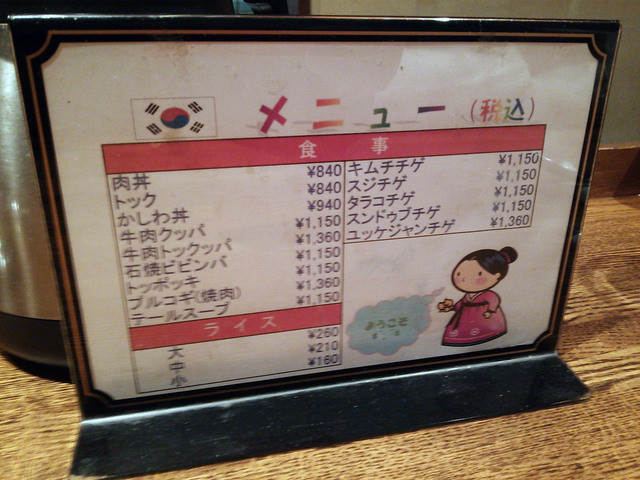 メニュー (税込)
食 事
肉丼 ¥840
トック ¥840
かしわ丼 ¥940
牛肉クッパ ¥1,150
牛肉トックッパ ¥1,360
石焼ビビンバ ¥1,150
トッポッキ ¥1,150
プルコギ(焼肉) ¥1,360
テールスープ ¥1,150
キムチチゲ ¥1,150
スジチゲ ¥1,150
タラコチゲ ¥1,150
スンドゥブチゲ ¥1,150
ユッケジャンチゲ ¥1,360
ライス
大 ¥260
中 ¥210
小 ¥160
ようこそ